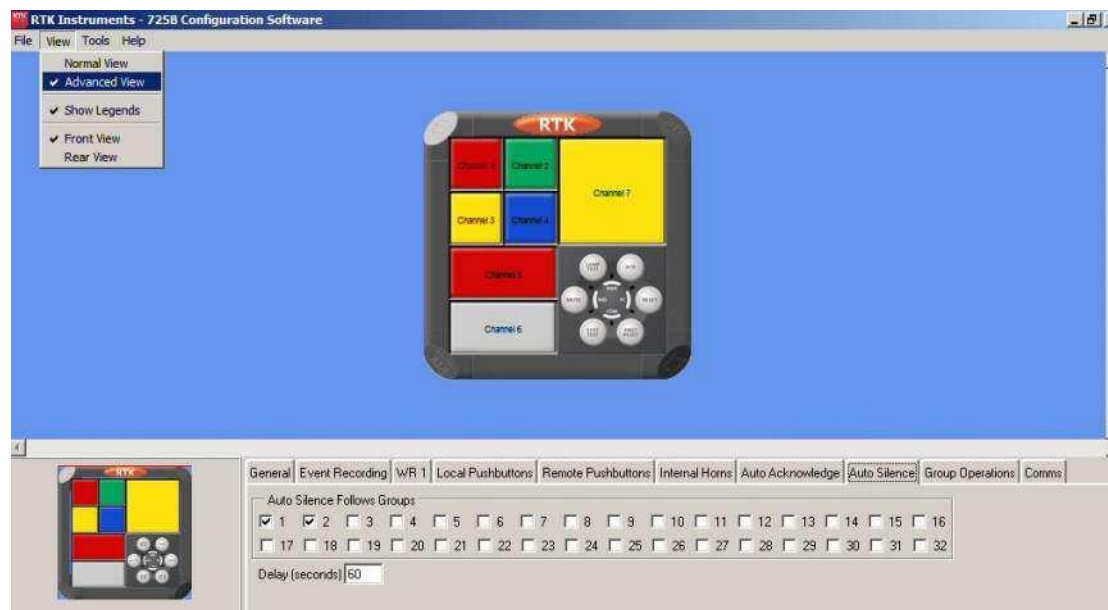 RTK Instruments - 725B Configuration Software
File View Tools Help
Normal View
Advanced View
Show Legends
Front View
Rear View
RTK
Channel 1 Channel 2
Channel 7
Channel 3 Channel 4
Channel 5
Channel 6
LAMP TEST
MUTE RESET
RTK
General Event Recording WR 1 Local Pushbuttons Remote Pushbuttons Internal Horns Auto Acknowledge Auto Silence Group Operations Comms
Auto Silence Follows Groups
1 2 3 4 5 6 7 8 9 10 11 12 13 14 15 16
17 18 19 20 21 22 23 24 25 26 27 28 29 30 31 32
Delay (seconds) 60